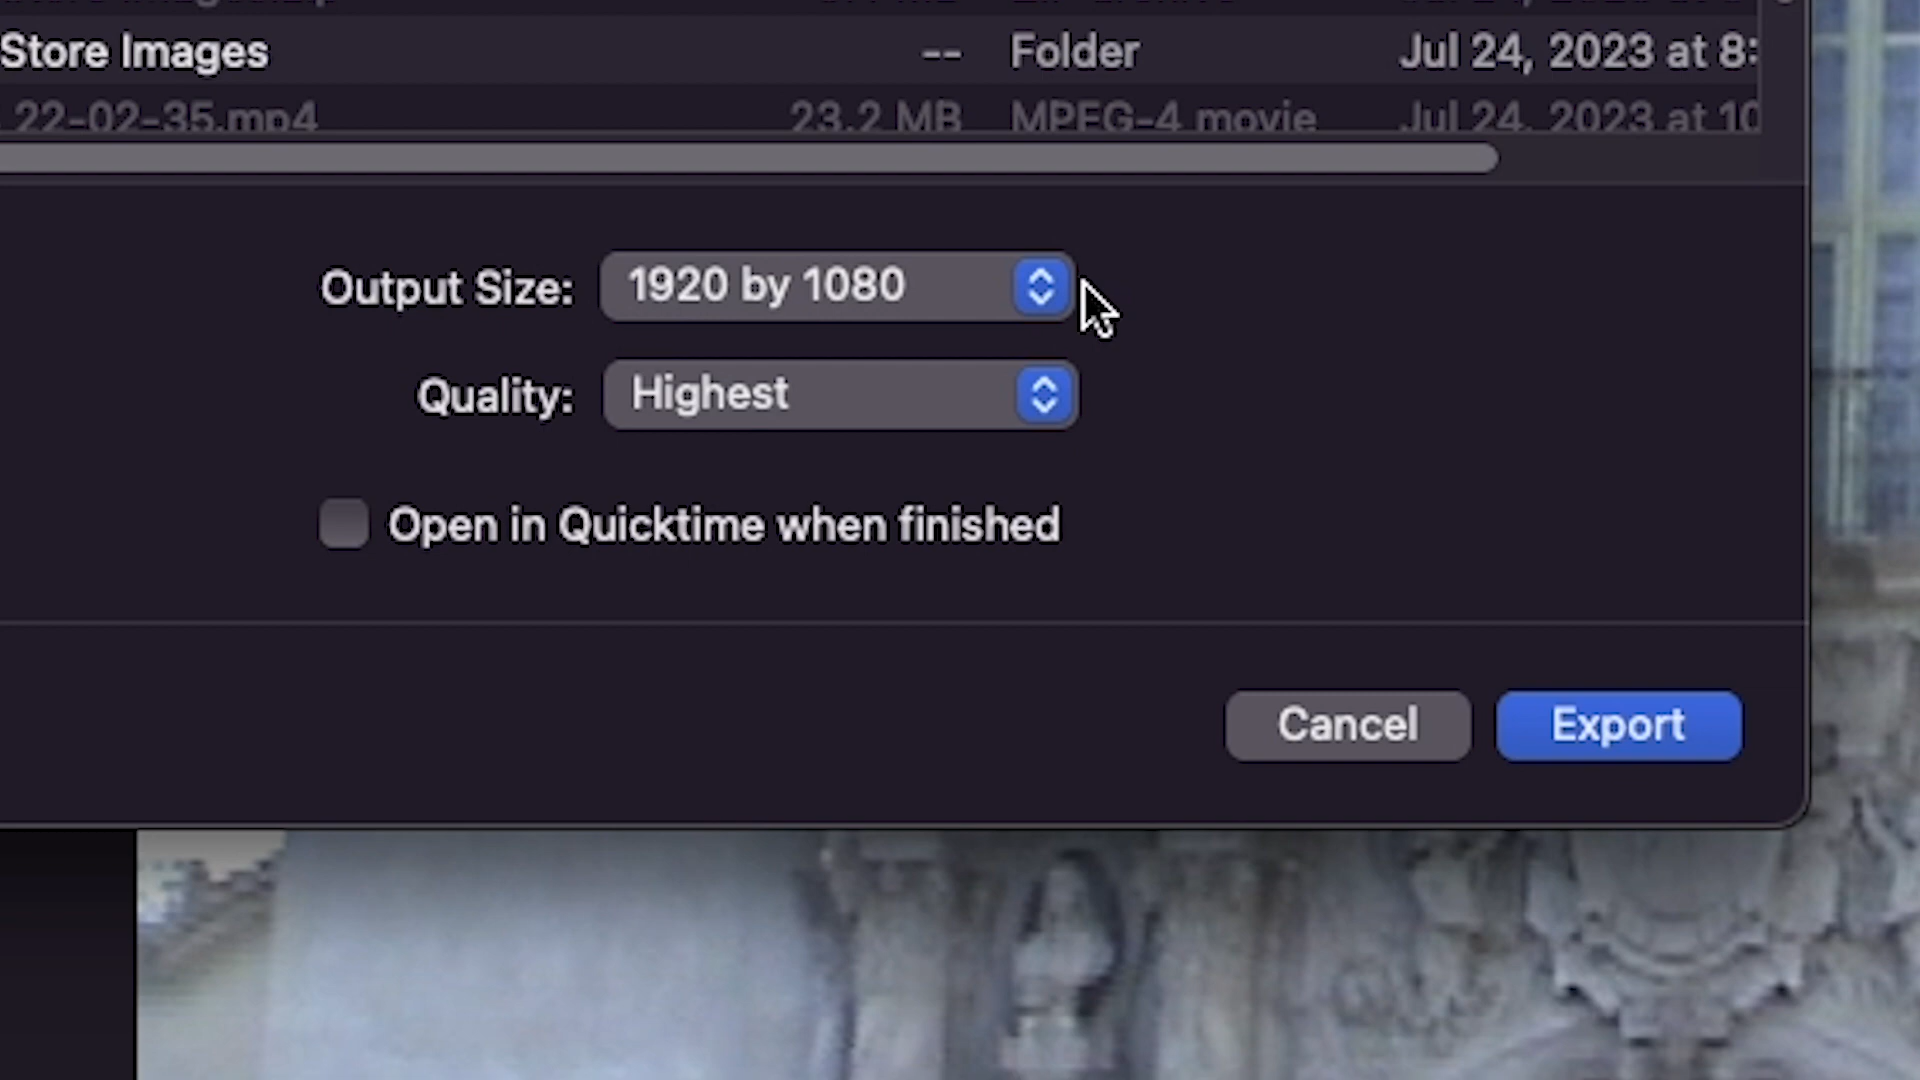 Store Images -- Folder Jul 24, 2023 at 8:
22-02-35.mp4 23.2 MB MPEG-4 movie Jul 24, 2023 at 10
Output Size: 1920 by 1080
Quality: Highest
Open in Quicktime when finished
Cancel Export